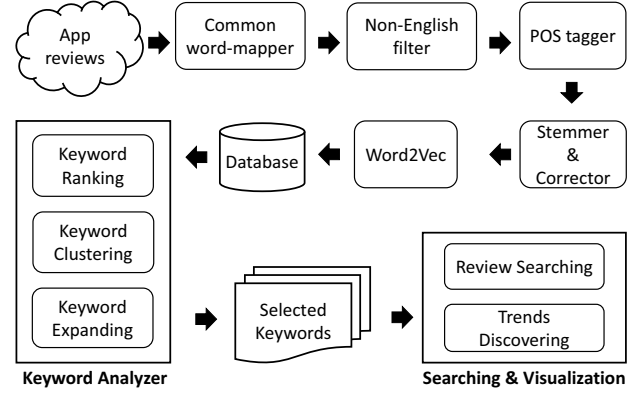 App
reviews
Common
word-mapper
Non-English
filter
POS tagger
Stemmer
&
Corrector
Word2Vec
Database
Keyword
Ranking
Keyword
Clustering
Keyword
Expanding
Keyword Analyzer
Selected
Keywords
Review Searching
Trends
Discovering
Searching & Visualization